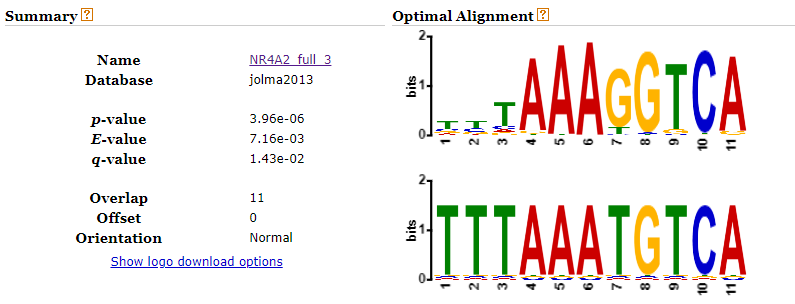 Summary ?
Name NR4A2_full_3
Database jolma2013
p-value 3.96e-06
E-value 7.16e-03
q-value 1.43e-02
Overlap 11
Offset 0
Orientation Normal
Show logo download options
Optimal Alignment ?
2
1
0
bits
TTTAAAGGTCA
1 2 3 4 5 6 7 8 9 10 11
2
1
0
bits
TTTAAATGTCA
1 2 3 4 5 6 7 8 9 10 11